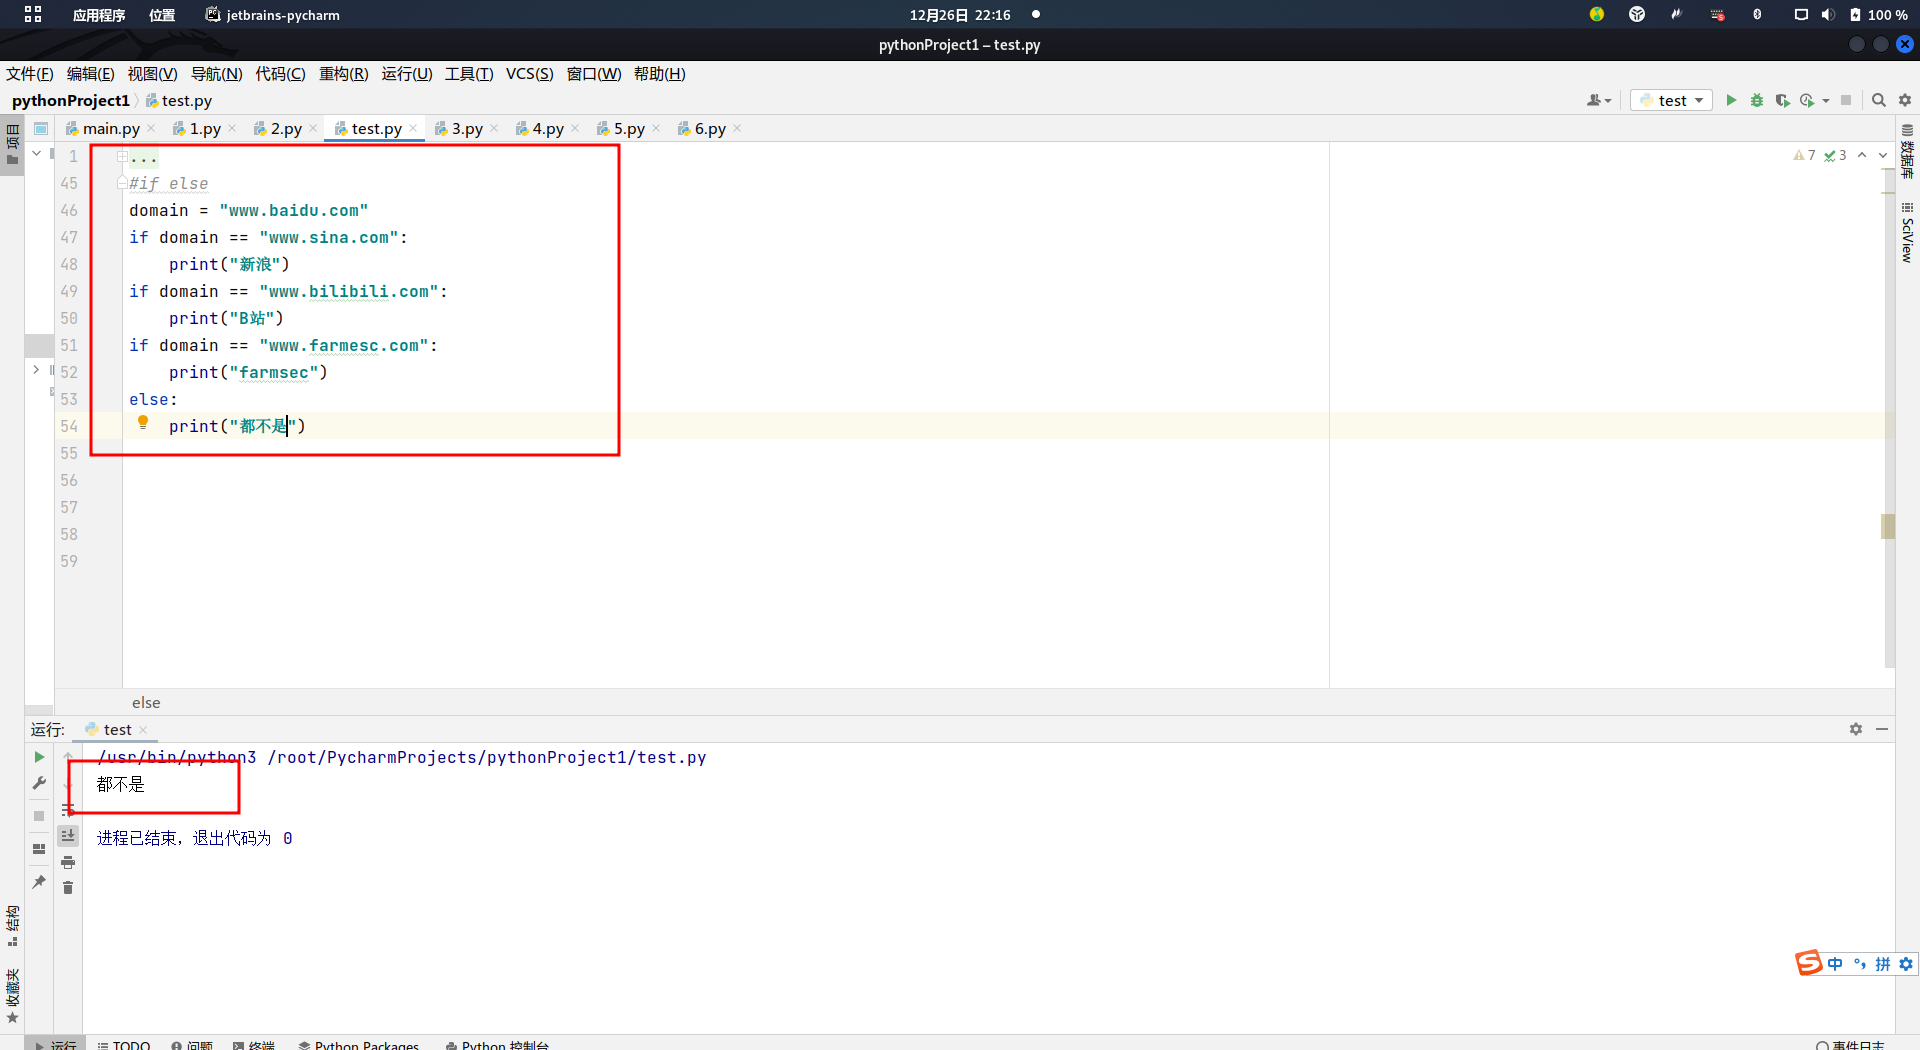 应用程序 位置 jetbrains-pycharm 12月26日 22:16 100 %
pythonProject1 – test.py
文件(F) 编辑(E) 视图(V) 导航(N) 代码(C) 重构(R) 运行(U) 工具(T) VCS(S) 窗口(W) 帮助(H)
pythonProject1 test.py test
main.py 1.py 2.py test.py 3.py 4.py 5.py 6.py
项目
数据库
SciView
7 3
1 ...
45 #if else
46 domain = "www.baidu.com"
47 if domain == "www.sina.com":
48 print("新浪")
49 if domain == "www.bilibili.com":
50 print("B站")
51 if domain == "www.farmesc.com":
52 print("farmsec")
53 else:
54 print("都不是")
55
56
57
58
59
else
运行: test
/usr/bin/python3 /root/PycharmProjects/pythonProject1/test.py
都不是
进程已结束，退出代码为 0
结构
收藏夹
中 °, 拼
运行 TODO 问题 终端 Python Packages Python 控制台 事件日志